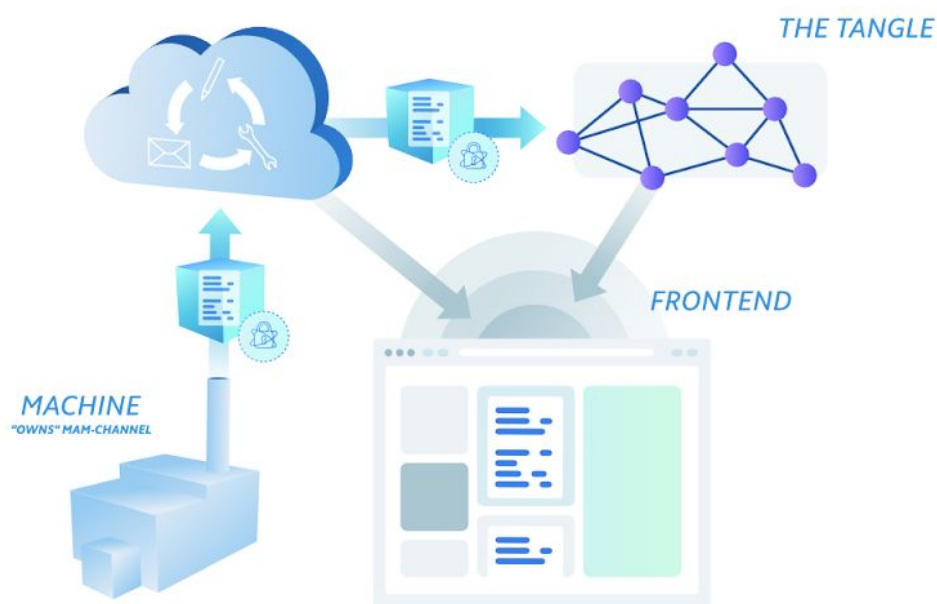 THE TANGLE
FRONTEND
MACHINE
"OWNS" MAM-CHANNEL